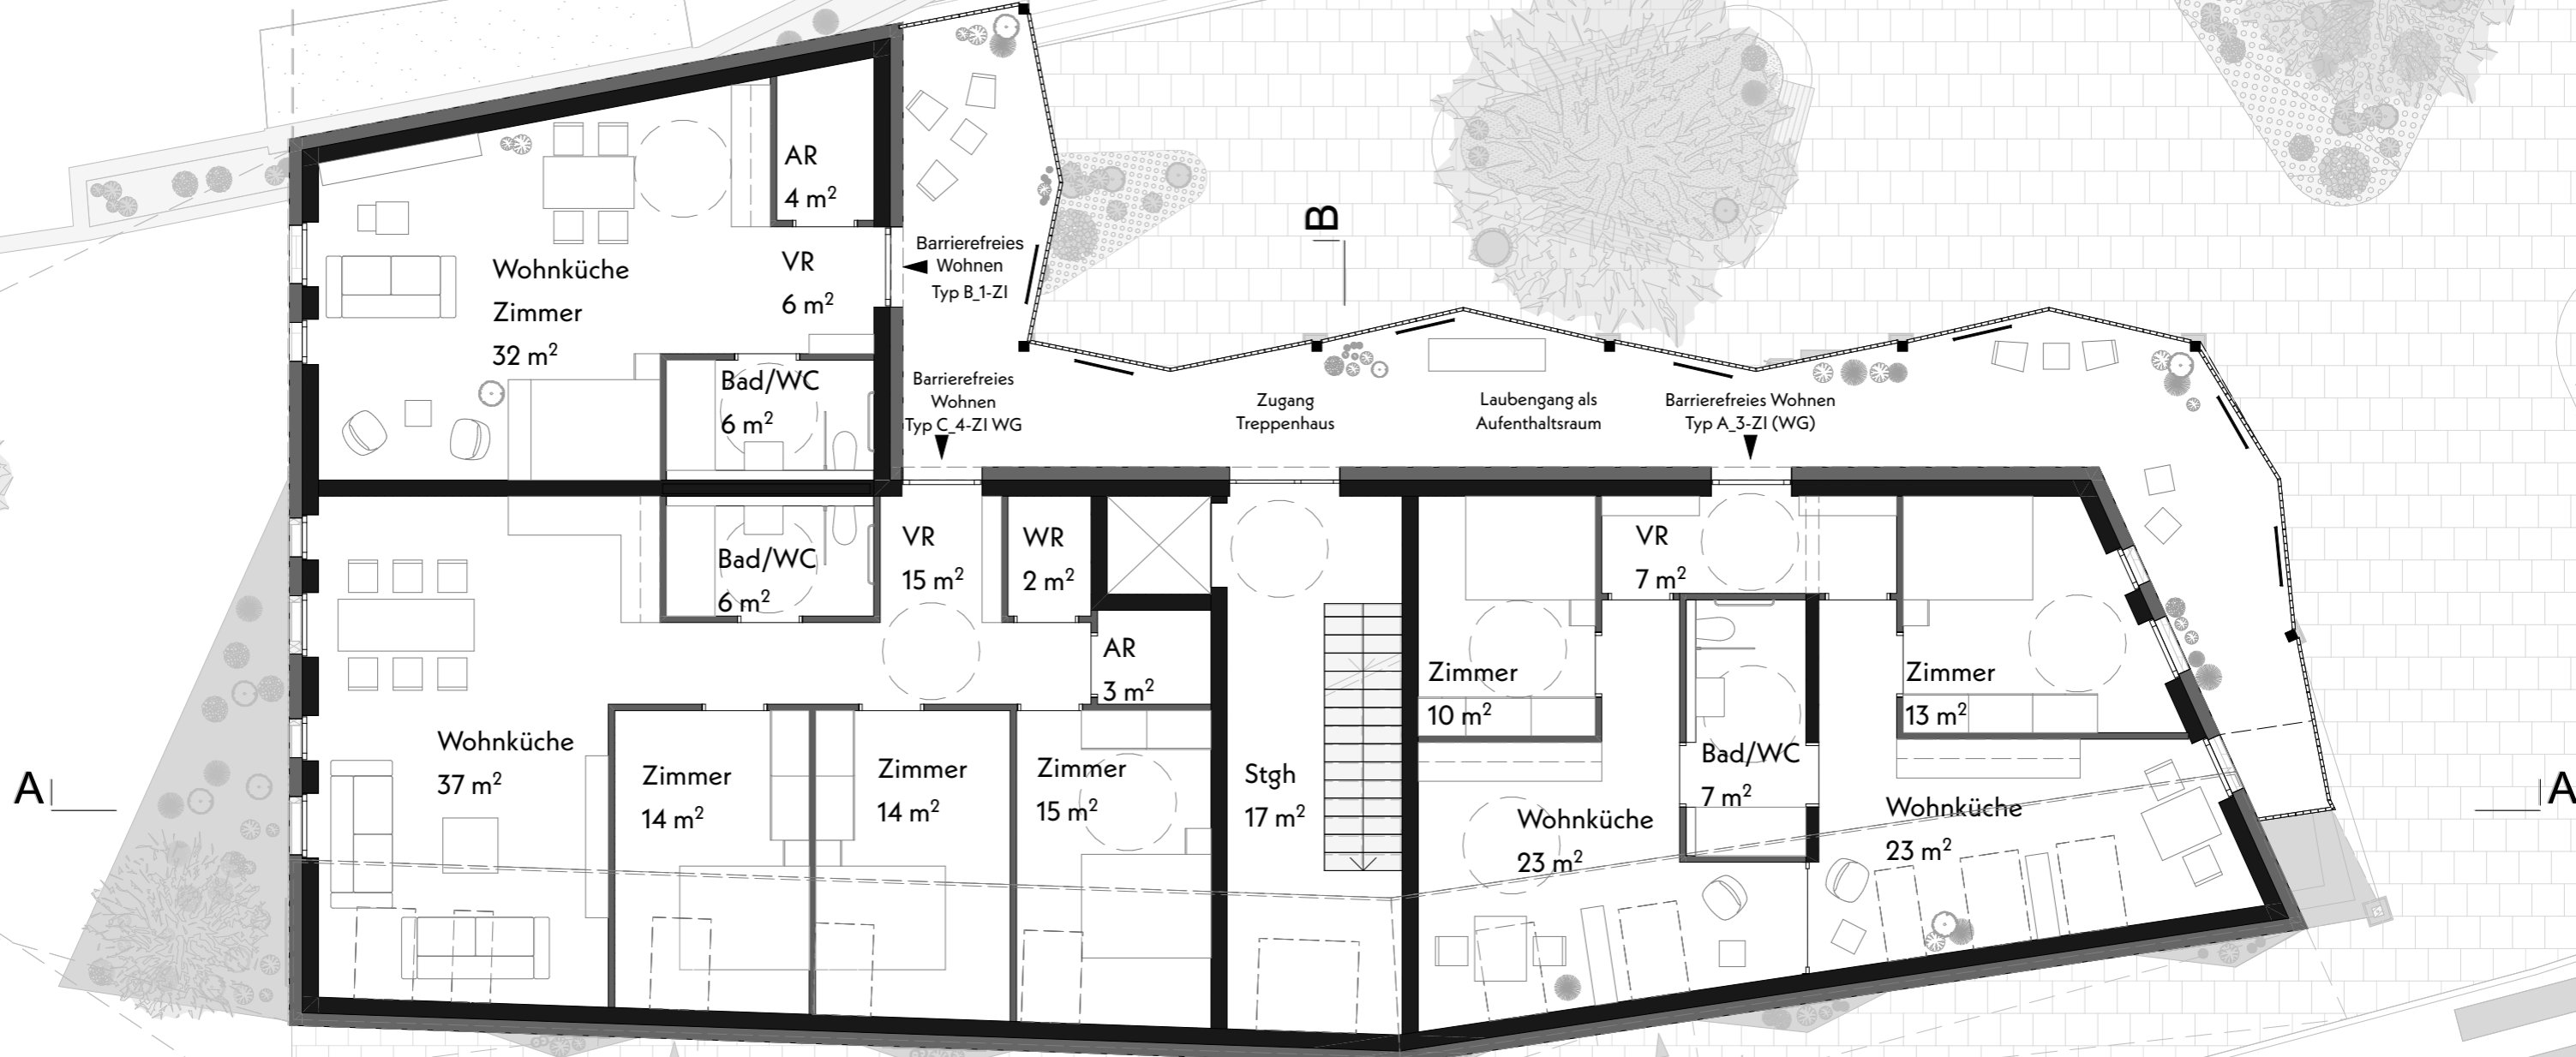 AR
4 m²
B
Barrierefreies
Wohnen
Typ B_1-ZI
VR
6 m²
Wohnküche
Zimmer
32 m²
Bad/WC
6 m²
Barrierefreies
Wohnen
Typ C_4-ZI WG
Zugang
Treppenhaus
Laubengang als
Aufenthaltsraum
Barrierefreies Wohnen
Typ A_3-ZI (WG)
Bad/WC
6 m²
VR
15 m²
WR
2 m²
VR
7 m²
AR
3 m²
Zimmer
10 m²
Zimmer
13 m²
A
Wohnküche
37 m²
Zimmer
14 m²
Zimmer
14 m²
Zimmer
15 m²
Stgh
17 m²
Bad/WC
7 m²
Wohnküche
23 m²
Wohnküche
23 m²
A